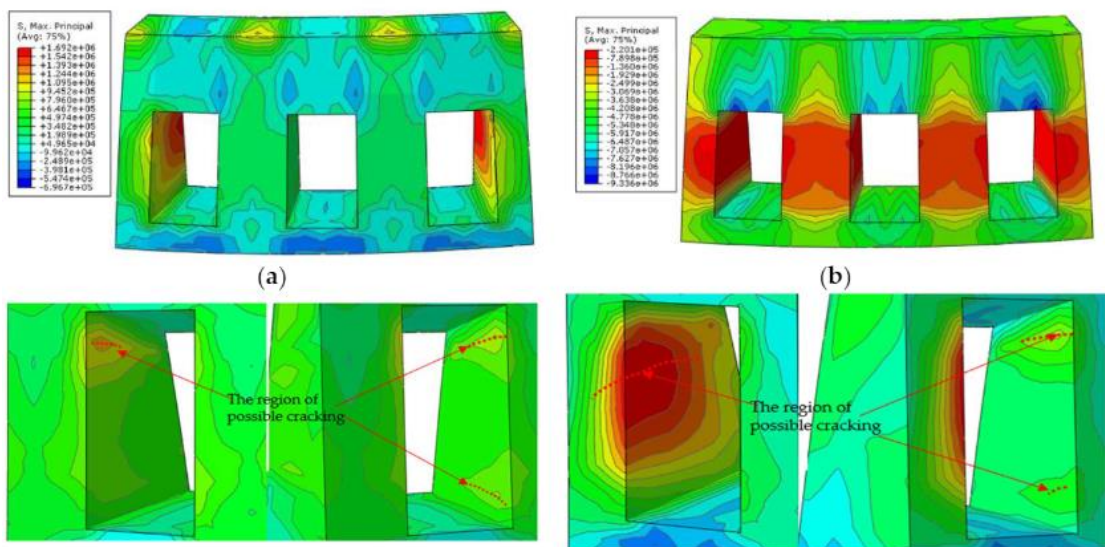 S, Max. Principal
(Avg: 75%)
+1.692e+06
+1.542e+06
+1.393e+06
+1.244e+06
+1.095e+06
+9.452e+05
+7.960e+05
+6.467e+05
+4.974e+05
+3.482e+05
+1.989e+05
+4.965e+04
-9.962e+04
-2.489e+05
-3.981e+05
-5.474e+05
-6.967e+05
S, Max. Principal
(Avg: 75%)
-2.201e+05
-7.898e+05
-1.360e+06
-1.929e+06
-2.499e+06
-3.069e+06
-3.638e+06
-4.208e+06
-4.778e+06
-5.348e+06
-5.917e+06
-6.487e+06
-7.057e+06
-7.627e+06
-8.196e+06
-8.766e+06
-9.336e+06
(a)
(b)
The region of
possible cracking
The region of
possible cracking